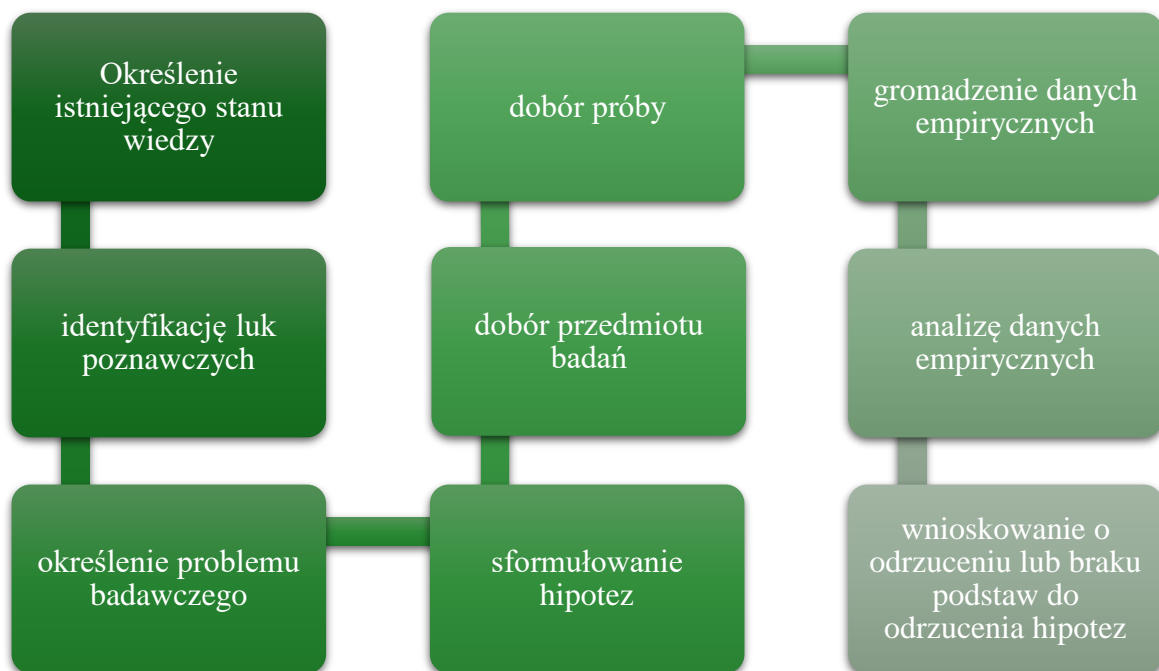 Określenie
istniejącego stanu
wiedzy
identyfikację luk
poznawczych
określenie problemu
badawczego
sformułowanie
hipotez
dobór przedmiotu
badań
dobór próby
gromadzenie danych
empirycznych
analizę danych
empirycznych
wnioskowanie o
odrzuceniu lub braku
podstaw do
odrzucenia hipotez